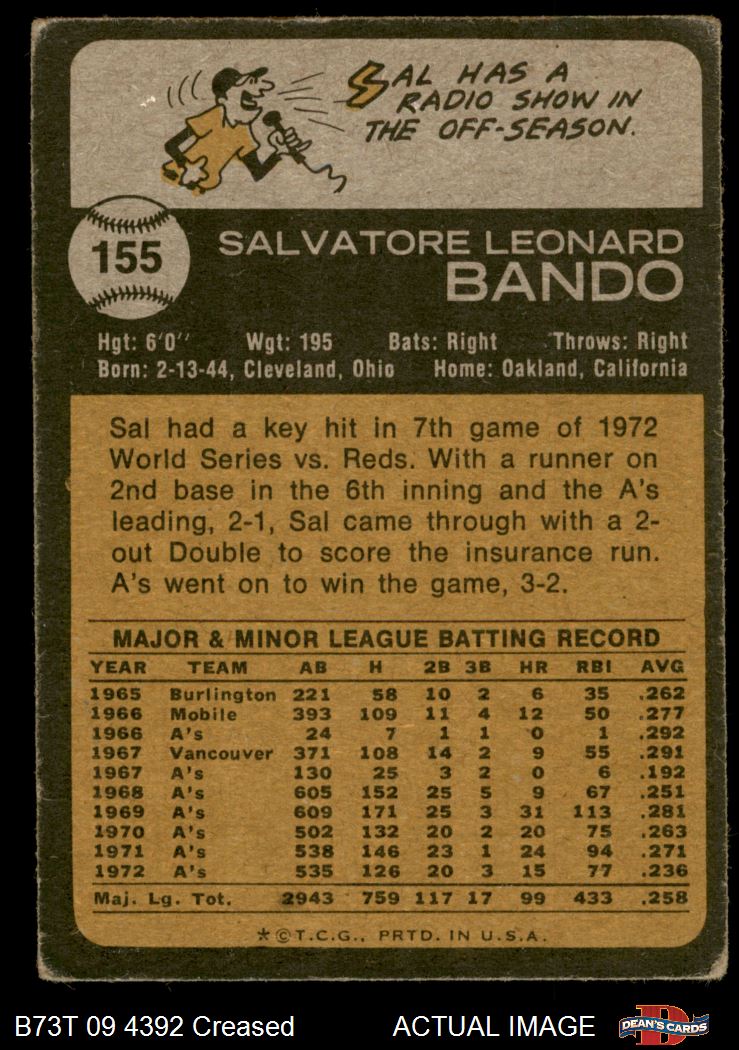 SAL HAS A
RADIO SHOW IN
THE OFF-SEASON.
155
SALVATORE LEONARD
BANDO
Hgt: 6'0" Wgt: 195 Bats: Right Throws: Right
Born: 2-13-44, Cleveland, Ohio Home: Oakland, California
Sal had a key hit in 7th game of 1972
World Series vs. Reds. With a runner on
2nd base in the 6th inning and the A's
leading, 2-1, Sal came through with a 2-
out Double to score the insurance run.
A's went on to win the game, 3-2.
MAJOR & MINOR LEAGUE BATTING RECORD
YEAR TEAM AB H 2B 3B HR RBI AVG
1965 Burlington 221 58 10 2 6 35 .262
1966 Mobile 393 109 11 4 12 50 .277
1966 A's 24 7 1 1 0 1 .292
1967 Vancouver 371 108 14 2 9 55 .291
1967 A's 130 25 3 2 0 6 .192
1968 A's 605 152 25 5 9 67 .251
1969 A's 609 171 25 3 31 113 .281
1970 A's 502 132 20 2 20 75 .263
1971 A's 538 146 23 1 24 94 .271
1972 A's 535 126 20 3 15 77 .236
Maj. Lg. Tot. 2943 759 117 17 99 433 .258
*©T.C.G., PRTD. IN U.S.A.
B73T 09 4392 Creased ACTUAL IMAGE
D
DEAN'S CARDS